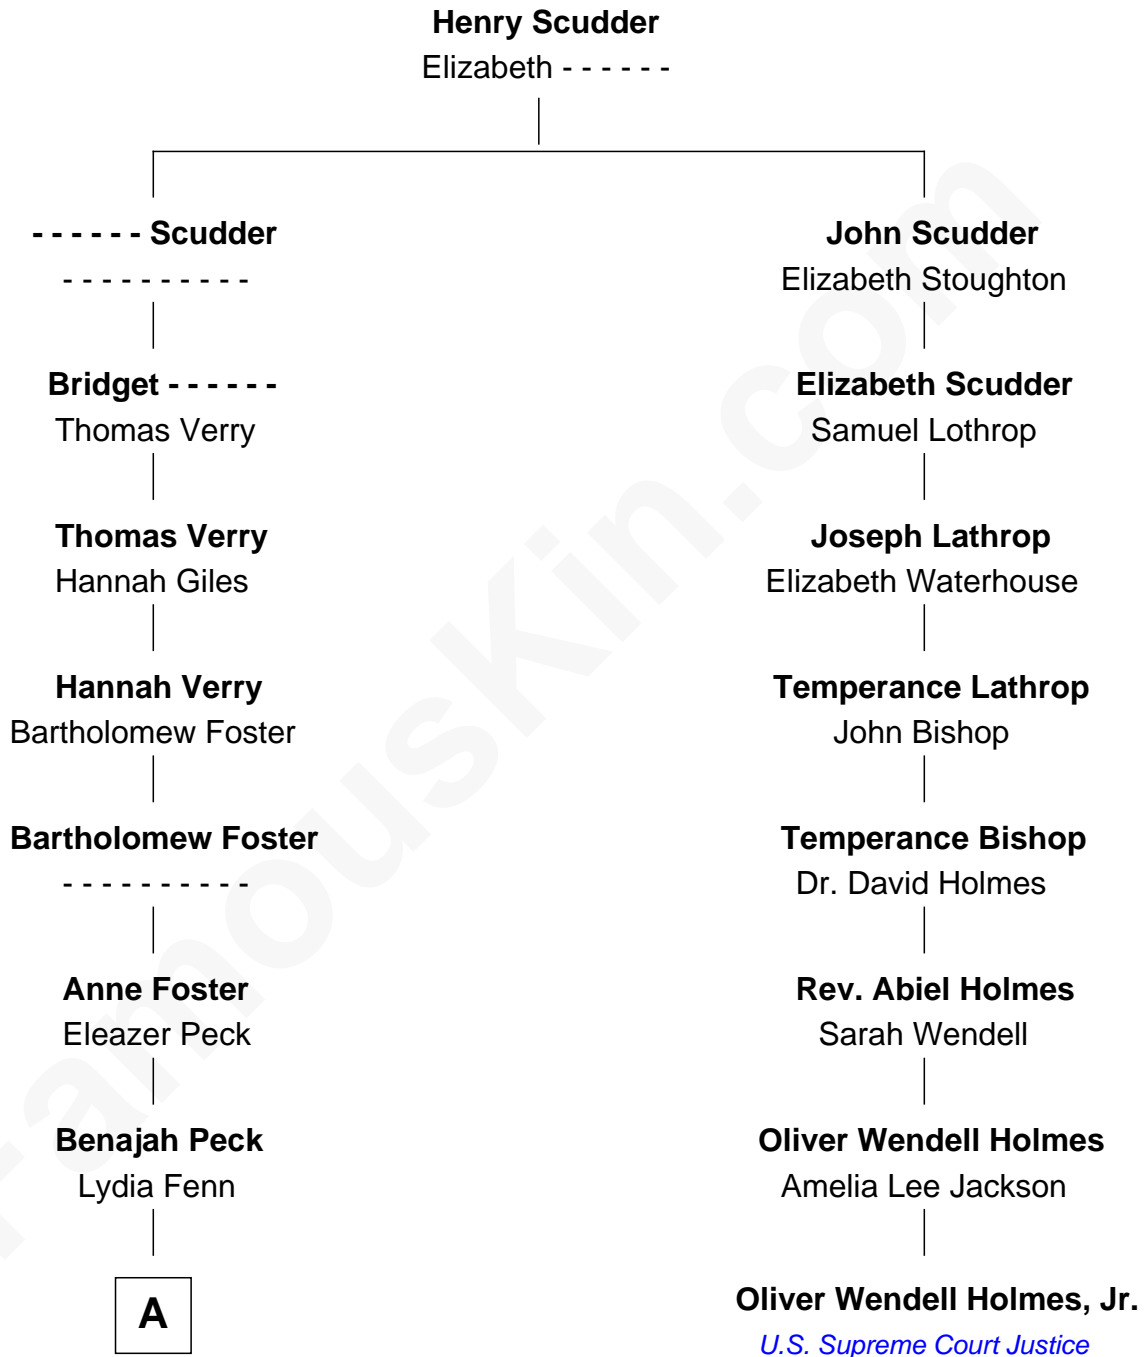 Henry Scudder
Elizabeth - - - - - -
- - - - - - Scudder
- - - - - - - - - -
John Scudder
Elizabeth Stoughton
Bridget - - - - - -
Thomas Verry
Elizabeth Scudder
Samuel Lothrop
Thomas Verry
Hannah Giles
Joseph Lathrop
Elizabeth Waterhouse
Hannah Verry
Bartholomew Foster
Temperance Lathrop
John Bishop
Bartholomew Foster
- - - - - - - - - -
Temperance Bishop
Dr. David Holmes
Anne Foster
Eleazer Peck
Rev. Abiel Holmes
Sarah Wendell
Benajah Peck
Lydia Fenn
Oliver Wendell Holmes
Amelia Lee Jackson
A
Oliver Wendell Holmes, Jr.
U.S. Supreme Court Justice
FamousKin.com